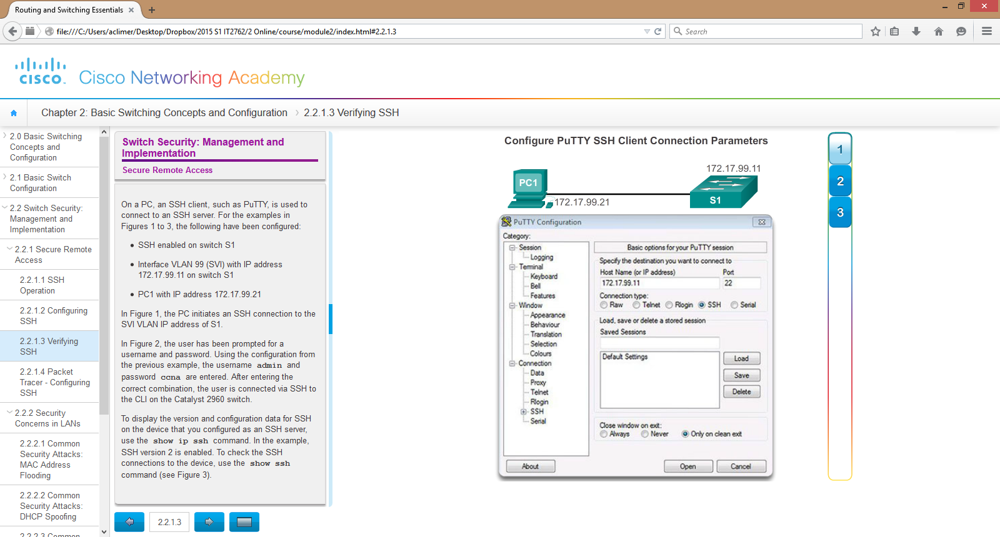 Routing and Switching Essentials
file:///C:/Users/aclimer/Desktop/Dropbox/2015 S1 IT2762/2 Online/course/module2/index.html#2.2.1.3
Search
CISCO.
Cisco Networking Academy
Chapter 2: Basic Switching Concepts and Configuration
2.2.1.3 Verifying SSH
2.0 Basic Switching
Concepts and
Configuration
2.1 Basic Switch
Configuration
2.2 Switch Security:
Management and
Implementation
2.2.1 Secure Remote
Access
2.2.1.1 SSH
Operation
2.2.1.2 Configuring
SSH
2.2.1.3 Verifying
SSH
2.2.1.4 Packet
Tracer - Configuring
SSH
2.2.2 Security
Concerns in LANs
2.2.2.1 Common
Security Attacks:
MAC Address
Flooding
2.2.2.2 Common
Security Attacks:
DHCP Spoofing
2.2.2.3 Common
Switch Security: Management and
Implementation
Secure Remote Access
On a PC, an SSH client, such as PuTTY, is used to
connect to an SSH server. For the examples in
Figures 1 to 3, the following have been configured:
• SSH enabled on switch S1
• Interface VLAN 99 (SVI) with IP address
172.17.99.11 on switch S1
• PC1 with IP address 172.17.99.21
In Figure 1, the PC initiates an SSH connection to the
SVI VLAN IP address of S1.
In Figure 2, the user has been prompted for a
username and password. Using the configuration from
the previous example, the username admin and
password ccna are entered. After entering the
correct combination, the user is connected via SSH to
the CLI on the Catalyst 2960 switch.
To display the version and configuration data for SSH
on the device that you configured as an SSH server,
use the show ip ssh command. In the example,
SSH version 2 is enabled. To check the SSH
connections to the device, use the show ssh
command (see Figure 3).
2.2.1.3
Configure PuTTY SSH Client Connection Parameters
172.17.99.11
PC1
172.17.99.21
S1
PuTTY Configuration
Category:
Session
Logging
Terminal
Keyboard
Bell
Features
Window
Appearance
Behaviour
Translation
Selection
Colours
Connection
Data
Proxy
Telnet
Rlogin
SSH
Serial
Basic options for your PuTTY session
Specify the destination you want to connect to
Host Name (or IP address) Port
172.17.99.11 22
Connection type:
Raw Telnet Rlogin SSH Serial
Load, save or delete a stored session
Saved Sessions
Default Settings
Load
Save
Delete
Close window on exit:
Always Never Only on clean exit
About Open Cancel
1
2
3